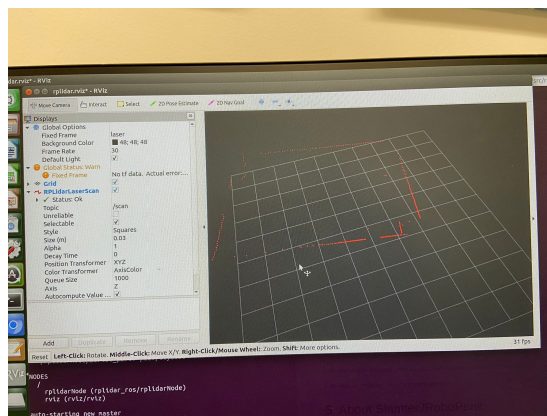 dar.rviz* - RViz
rplidar.rviz* - RViz
Move Camera Interact Select 2D Pose Estimate 2D Nav Goal
Displays
Global Options
Fixed Frame laser
Background Color 48; 48; 48
Frame Rate 30
Default Light
Global Status: Warn
Fixed Frame No tf data. Actual error:...
Grid
RPLidarLaserScan
Status: Ok
Topic /scan
Unreliable
Selectable
Style Squares
Size (m) 0.03
Alpha 1
Decay Time 0
Position Transformer XYZ
Color Transformer AxisColor
Queue Size 1000
Axis Z
Autocompute Value ...
Add Duplicate Remove Rename
Reset Left-Click: Rotate. Middle-Click: Move X/Y. Right-Click/Mouse Wheel: Zoom. Shift: More options. 31 fps
NODES
/
rplidarNode (rplidar_ros/rplidarNode)
rviz (rviz/rviz)
auto-starting new master